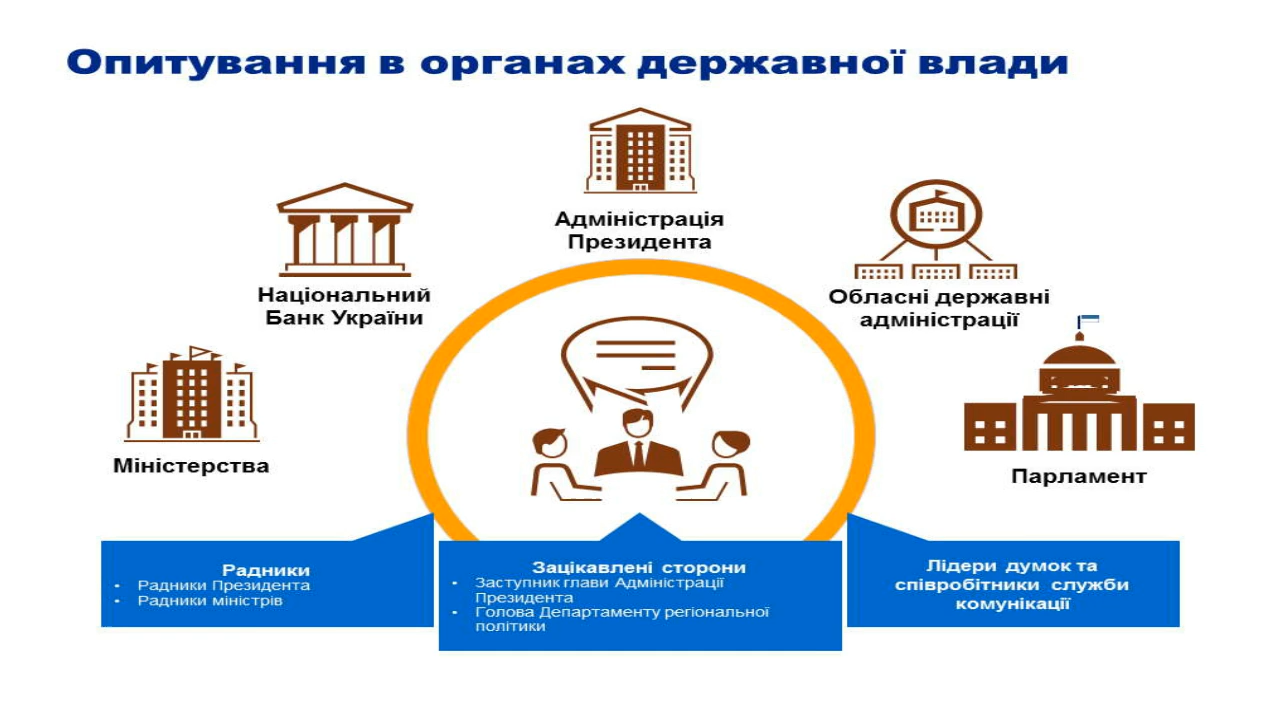 Опитування в органах державної влади
Адміністрація
Президента
Національний
Банк України
Обласні державні
адміністрації
Міністерства
Парламент
Радники
• Радники Президента
• Радники міністрів
Зацікавлені сторони
• Заступник глави Адміністрації
Президента
• Голова Департаменту регіональної
політики
Лідери думок та
співробітники служби
комунікації